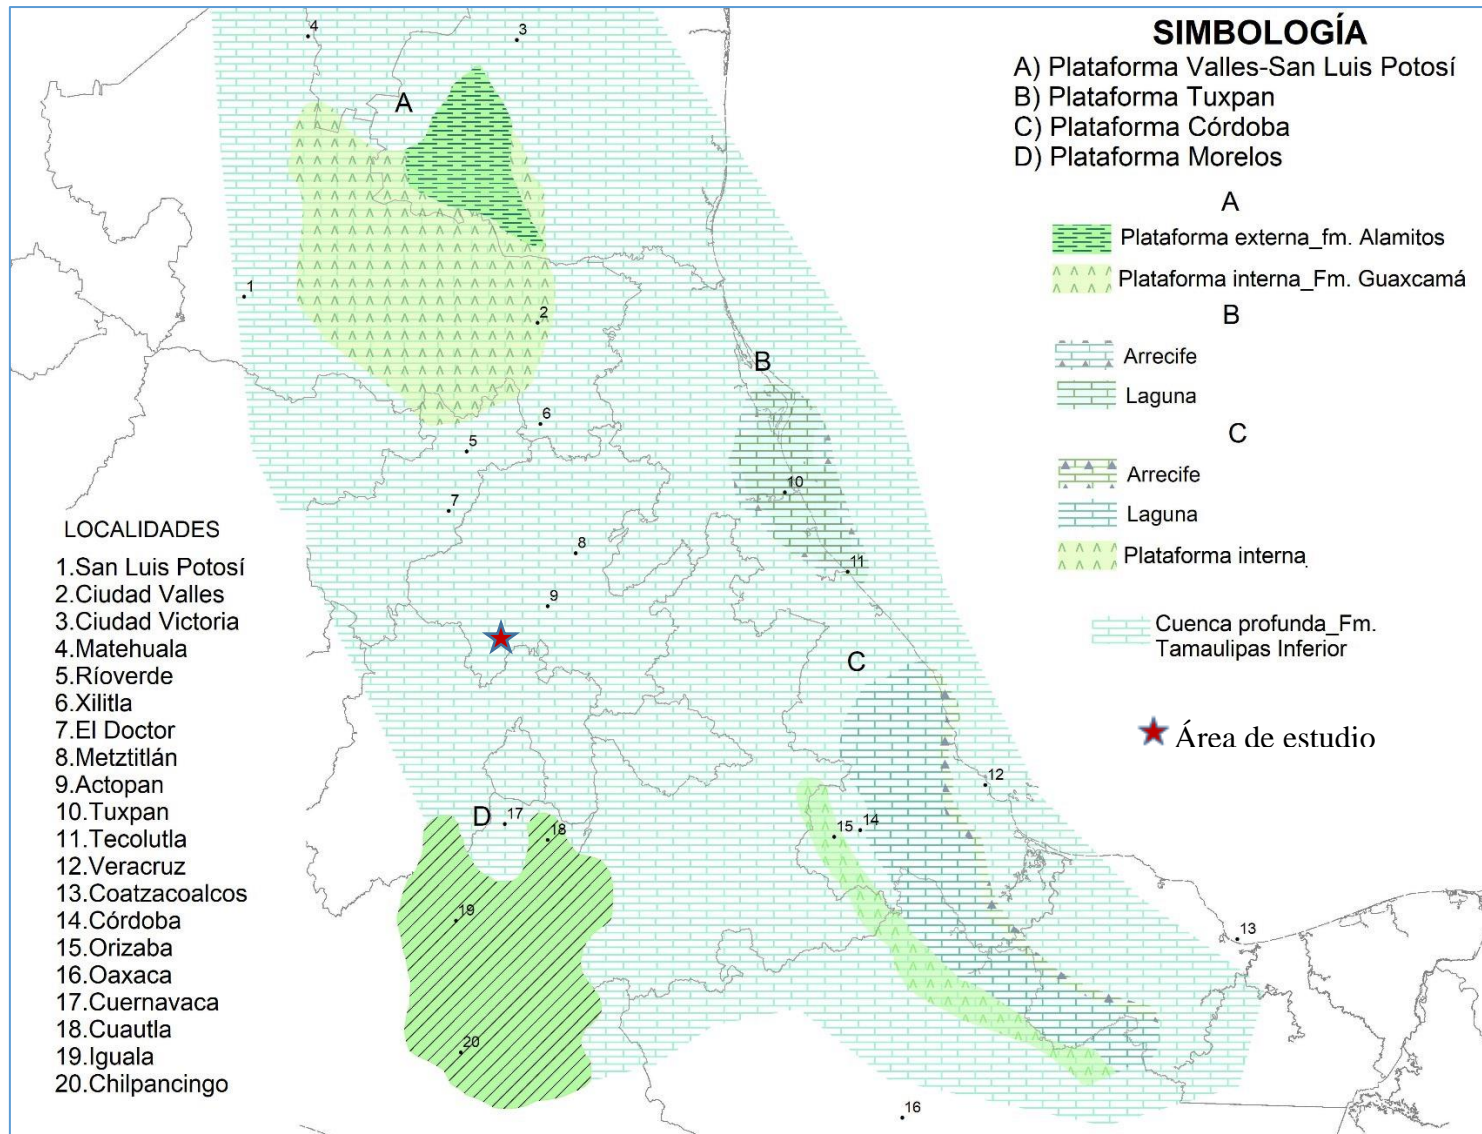 SIMBOLOGÍA
A) Plataforma Valles-San Luis Potosí
B) Plataforma Tuxpan
C) Plataforma Córdoba
D) Plataforma Morelos
A
Plataforma externa_fm. Alamitos
Plataforma interna_Fm. Guaxcamá
B
Arrecife
Laguna
C
Arrecife
Laguna
Plataforma interna
Cuenca profunda_Fm.
Tamaulipas Inferior
Área de estudio
LOCALIDADES
1.San Luis Potosí
2.Ciudad Valles
3.Ciudad Victoria
4.Matehuala
5.Ríoverde
6.Xilitla
7.El Doctor
8.Metztitlán
9.Actopan
10.Tuxpan
11.Tecolutla
12.Veracruz
13.Coatzacoalcos
14.Córdoba
15.Orizaba
16.Oaxaca
17.Cuernavaca
18.Cuautla
19.Iguala
20.Chilpancingo
4
3
A
1
2
B
6
5
10
7
8
11
9
C
12
D
17
18
15
14
19
13
20
16